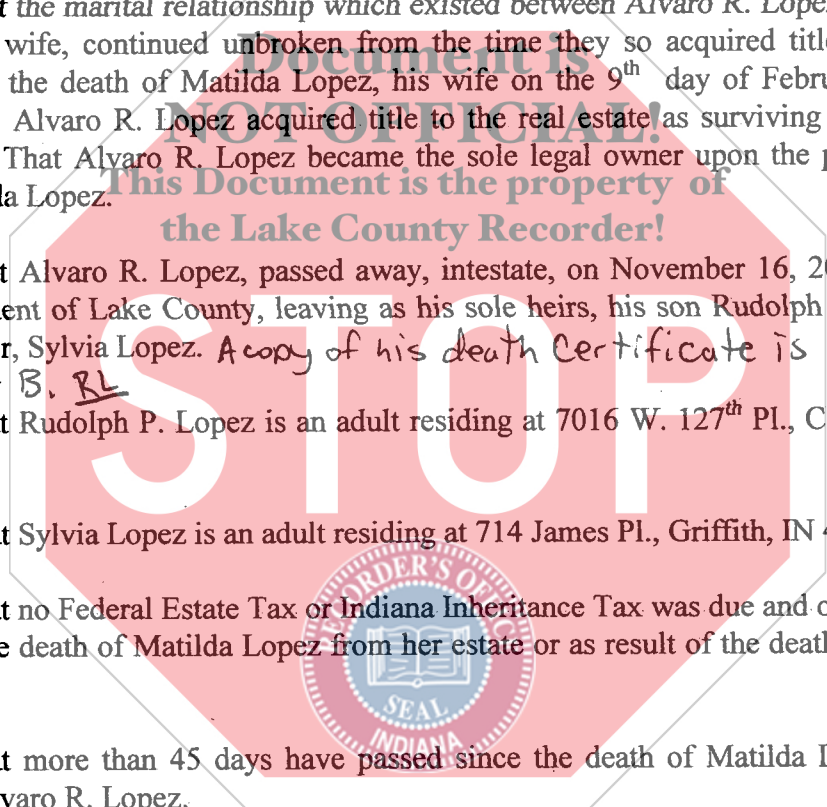 t the marital relationship which existed between Alvaro R. Lope
wife, continued unbroken from the time they so acquired titl
Document is
the death of Matilda Lopez, his wife on the 9th day of Febru
NOT OFFICIAL!
Alvaro R. Lopez acquired title to the real estate as surviving
That Alvaro R. Lopez became the sole legal owner upon the p
This Document is the property of
la Lopez.
the Lake County Recorder!
t Alvaro R. Lopez, passed away, intestate, on November 16, 20
ent of Lake County, leaving as his sole heirs, his son Rudolph
r, Sylvia Lopez. A copy of his death Certificate is
B. RL
STOP
t Rudolph P. Lopez is an adult residing at 7016 W. 127th Pl., C
t Sylvia Lopez is an adult residing at 714 James Pl., Griffith, IN 4
RECORDER'S OFFICE
t no Federal Estate Tax or Indiana Inheritance Tax was due and o
e death of Matilda Lopez from her estate or as result of the death
SEAL
INDIANA
t more than 45 days have passed since the death of Matilda L
varo R. Lopez.